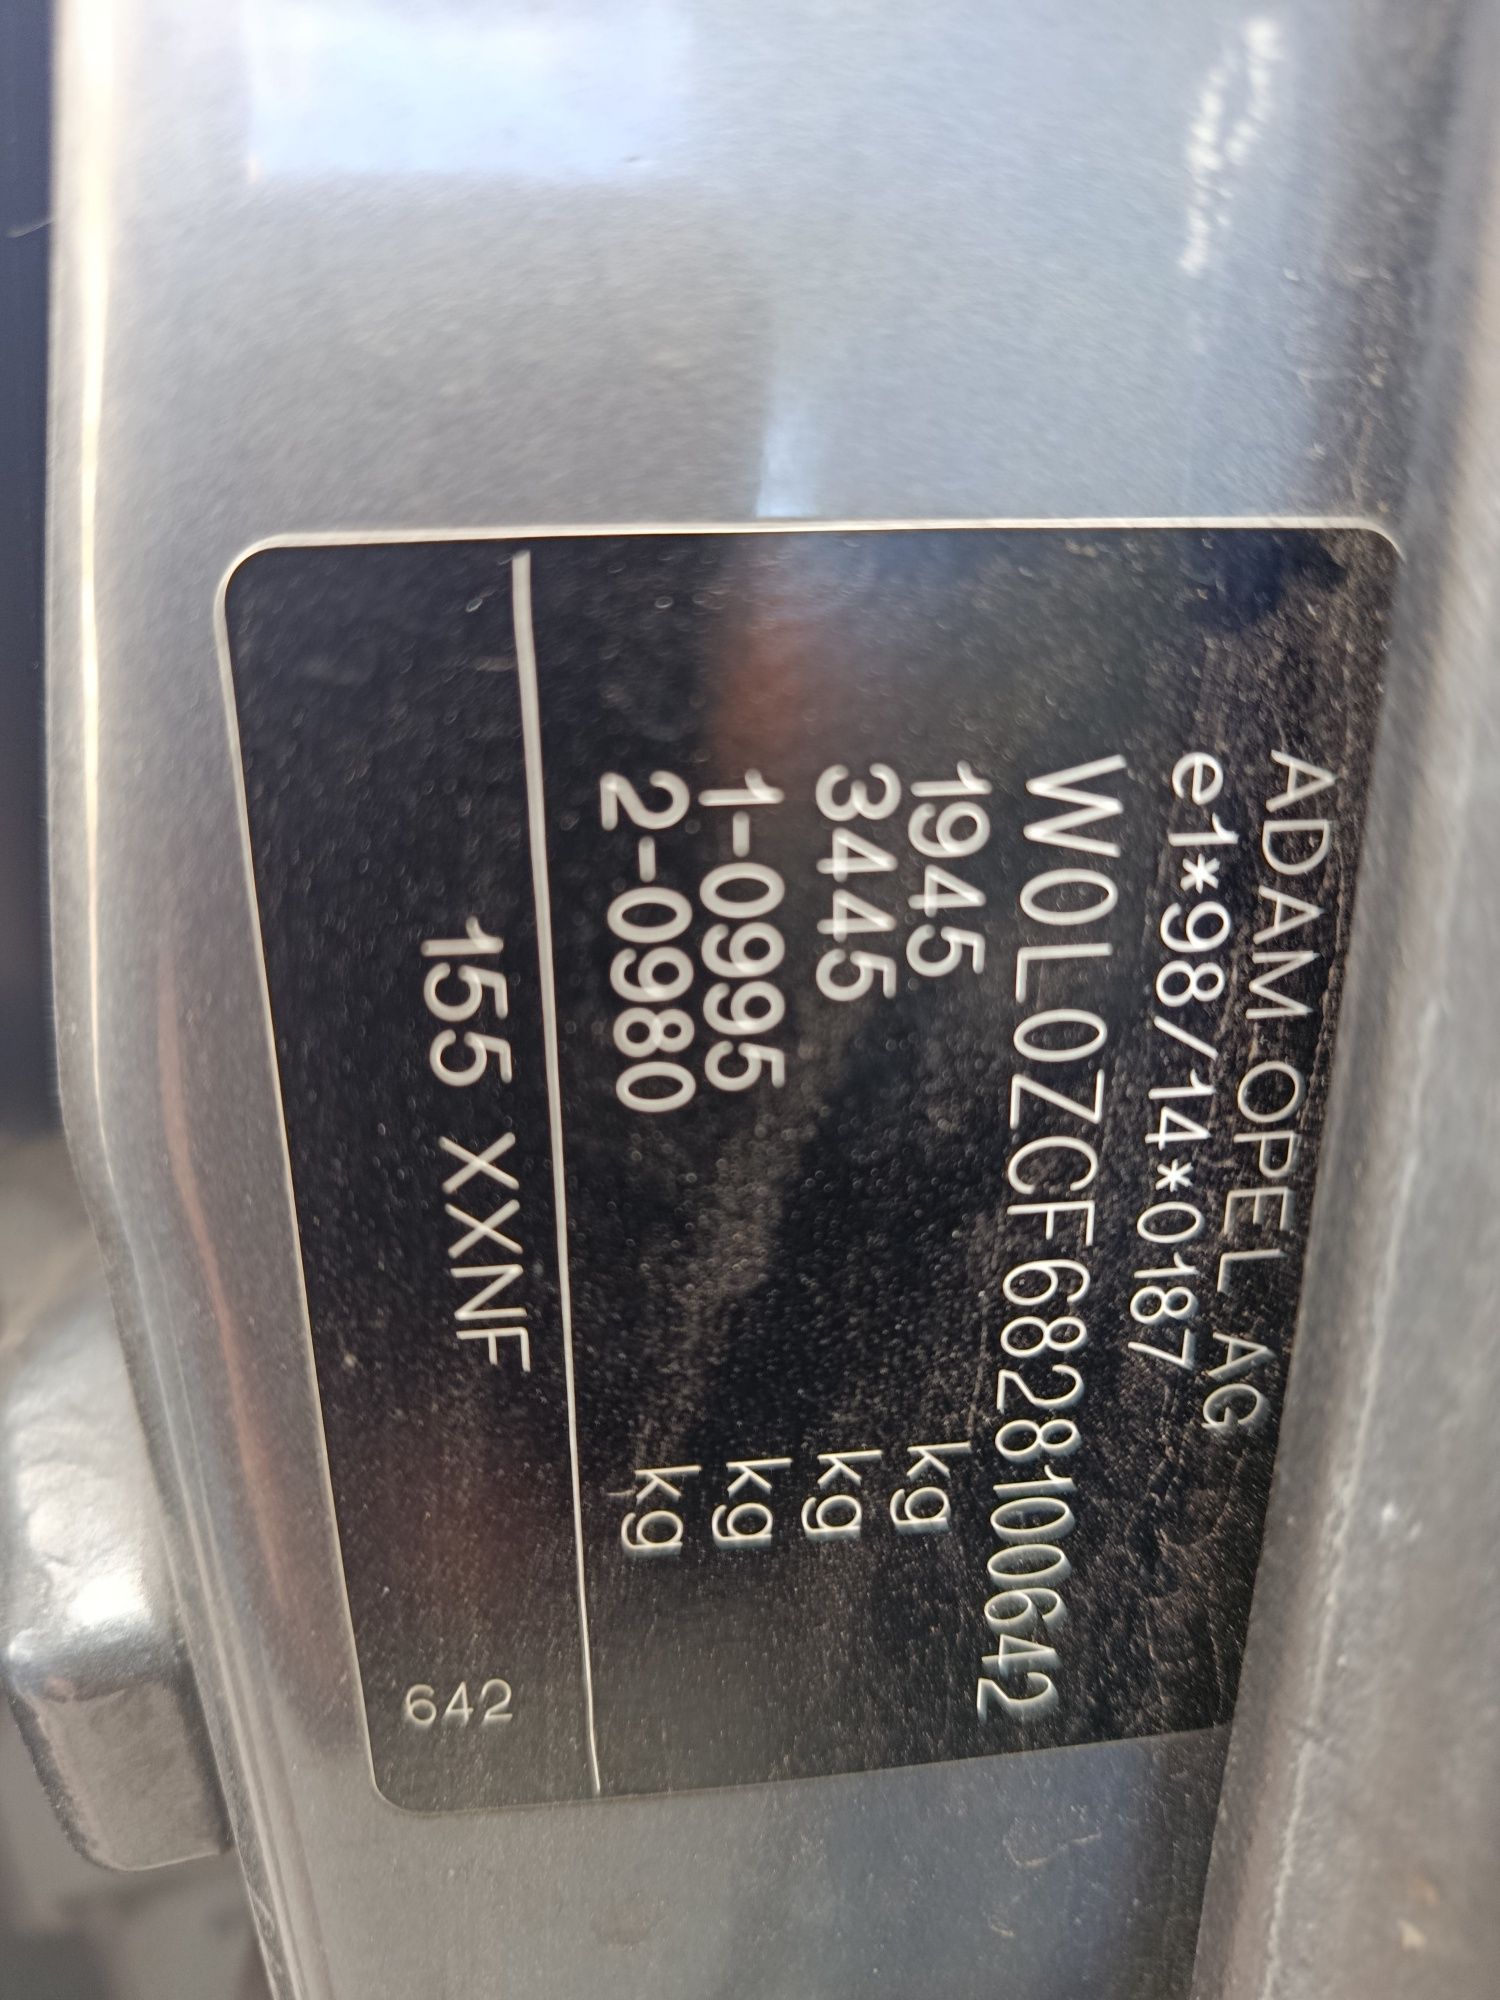 ADAM OPEL AG
e1*98/14*0187
W0L0ZCF6828100642
1945 kg
3445 kg
1-0995 kg
2-0980 kg
155 XXNF
642